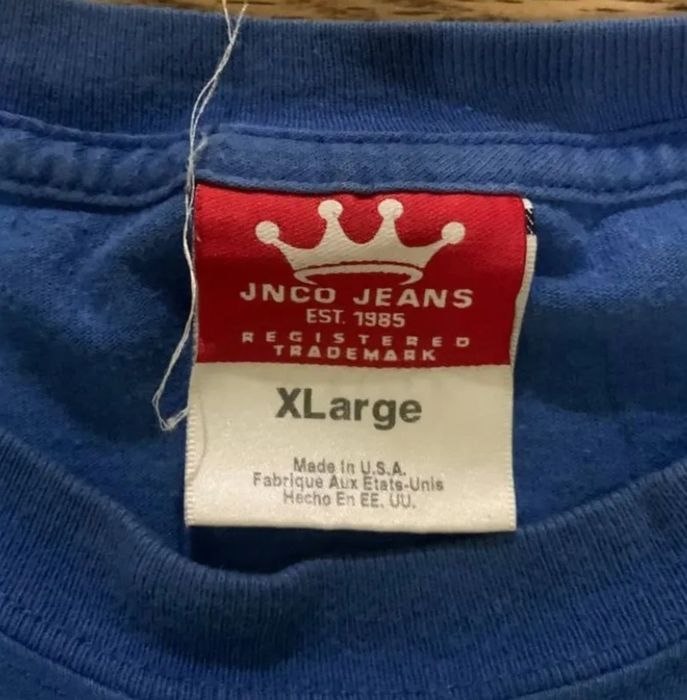 JNCO JEANS
EST. 1985
REGISTERED
TRADEMARK
XLarge
Made In U.S.A.
Fabrique Aux Etats-Unis
Hecho En EE. UU.